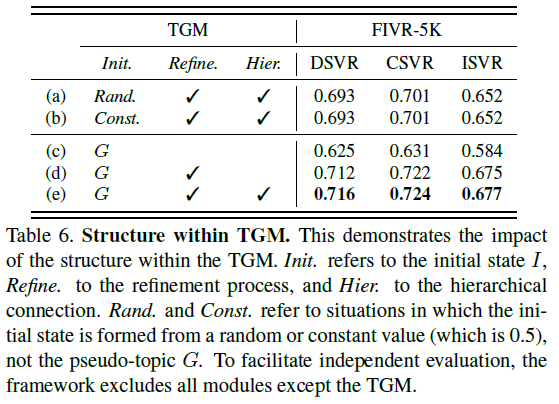 TGM FIVR-5K
Init. Refine. Hier. DSVR CSVR ISVR
(a) Rand. ✓ ✓ 0.693 0.701 0.652
(b) Const. ✓ ✓ 0.693 0.701 0.652
(c) G 0.625 0.631 0.584
(d) G ✓ 0.712 0.722 0.675
(e) G ✓ ✓ 0.716 0.724 0.677
Table 6. Structure within TGM. This demonstrates the impact
of the structure within the TGM. Init. refers to the initial state I,
Refine. to the refinement process, and Hier. to the hierarchical
connection. Rand. and Const. refer to situations in which the ini-
tial state is formed from a random or constant value (which is 0.5),
not the pseudo-topic G. To facilitate independent evaluation, the
framework excludes all modules except the TGM.